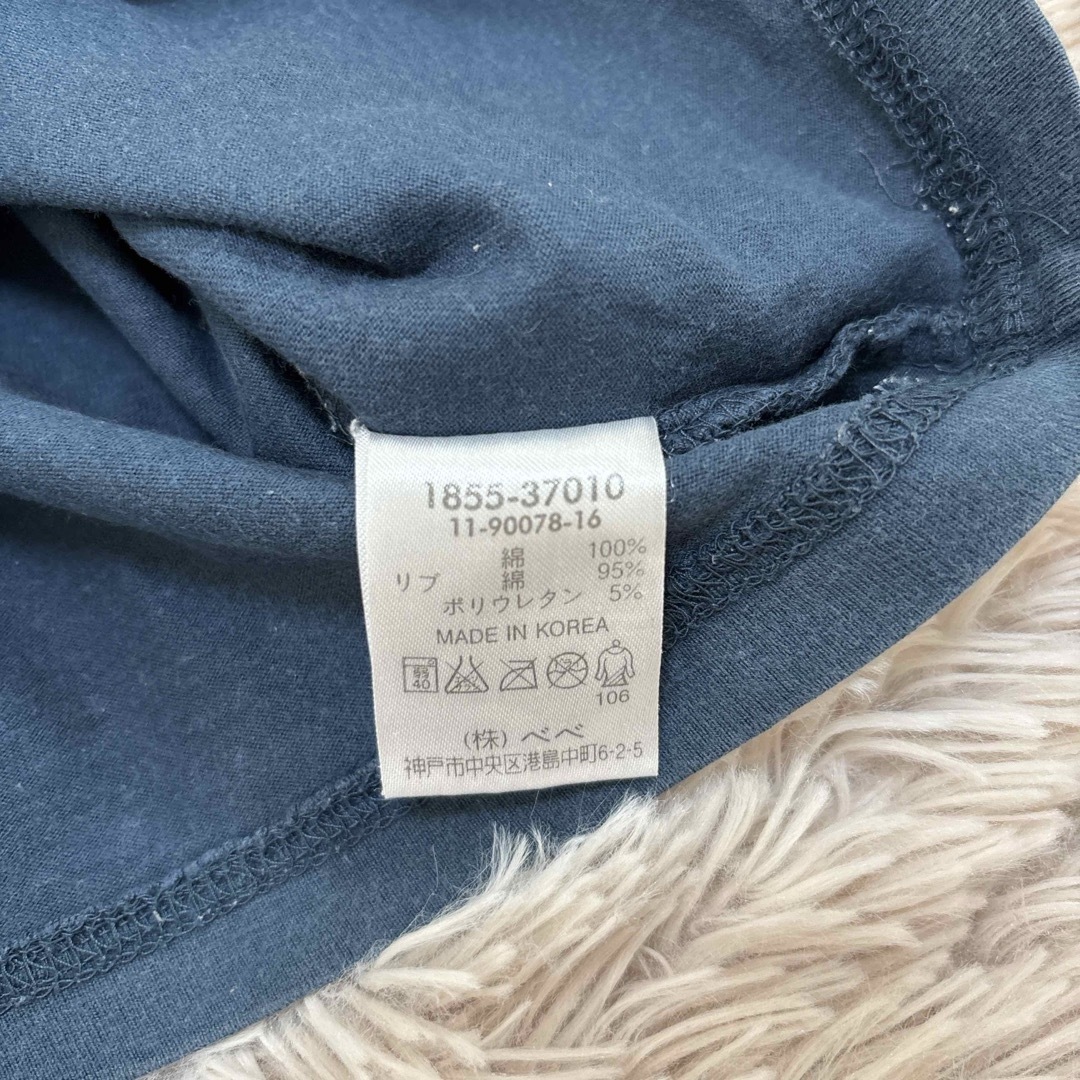 1855-37010
11-90078-16
綿 100%
リブ 綿 95%
ポリウレタン 5%
MADE IN KOREA
弱 40
106
(株) べべ
神戸市中央区港島中町6-2-5